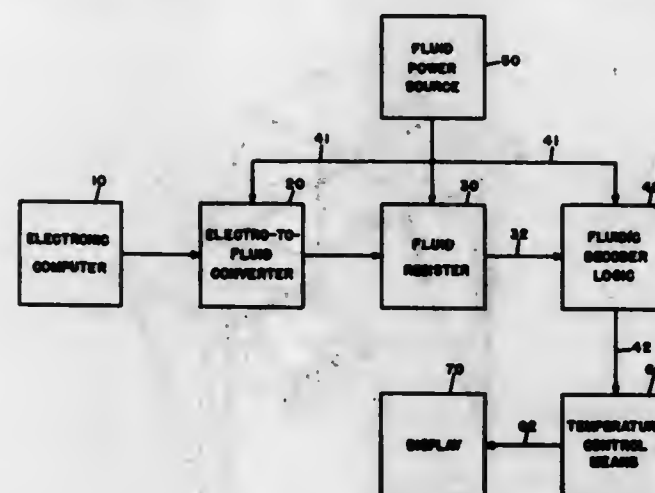 FLUID
POWER
SOURCE
50
41
41
10
20
30
ELECTRONIC
COMPUTER
ELECTRO-TO-
FLUID
CONVERTER
FLUID
REGISTER
32
FLUIDIC
DECODER
LOGIC
42
70
DISPLAY
62
TEMPERATURE
CONTROL
MEANS